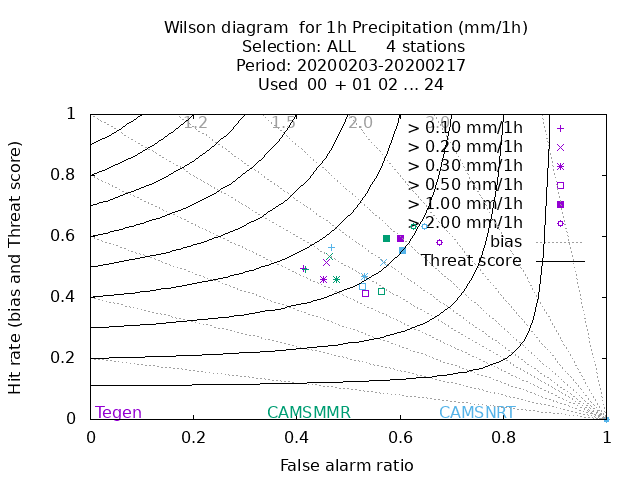 Wilson diagram  for 1h Precipitation (mm/1h)
Selection: ALL      4 stations
Period: 20200203-20200217
Used  00  + 01 02 ... 24
1.2 1.5 2.0 3.0
> 0.10 mm/1h
> 0.20 mm/1h
> 0.30 mm/1h
> 0.50 mm/1h
> 1.00 mm/1h
> 2.00 mm/1h
bias
Threat score
1
0.8
0.6
0.4
0.2
0
Hit rate (bias and Threat score)
Tegen CAMSMMR CAMSNRT
0 0.2 0.4 0.6 0.8 1
False alarm ratio